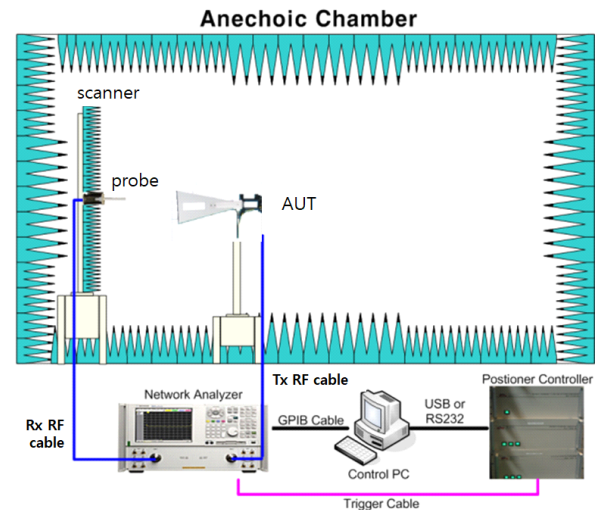 Anechoic Chamber
scanner
probe
AUT
Tx RF cable
Network Analyzer
Rx RF
cable
GPIB Cable
Control PC
USB or
RS232
Postioner Controller
Trigger Cable